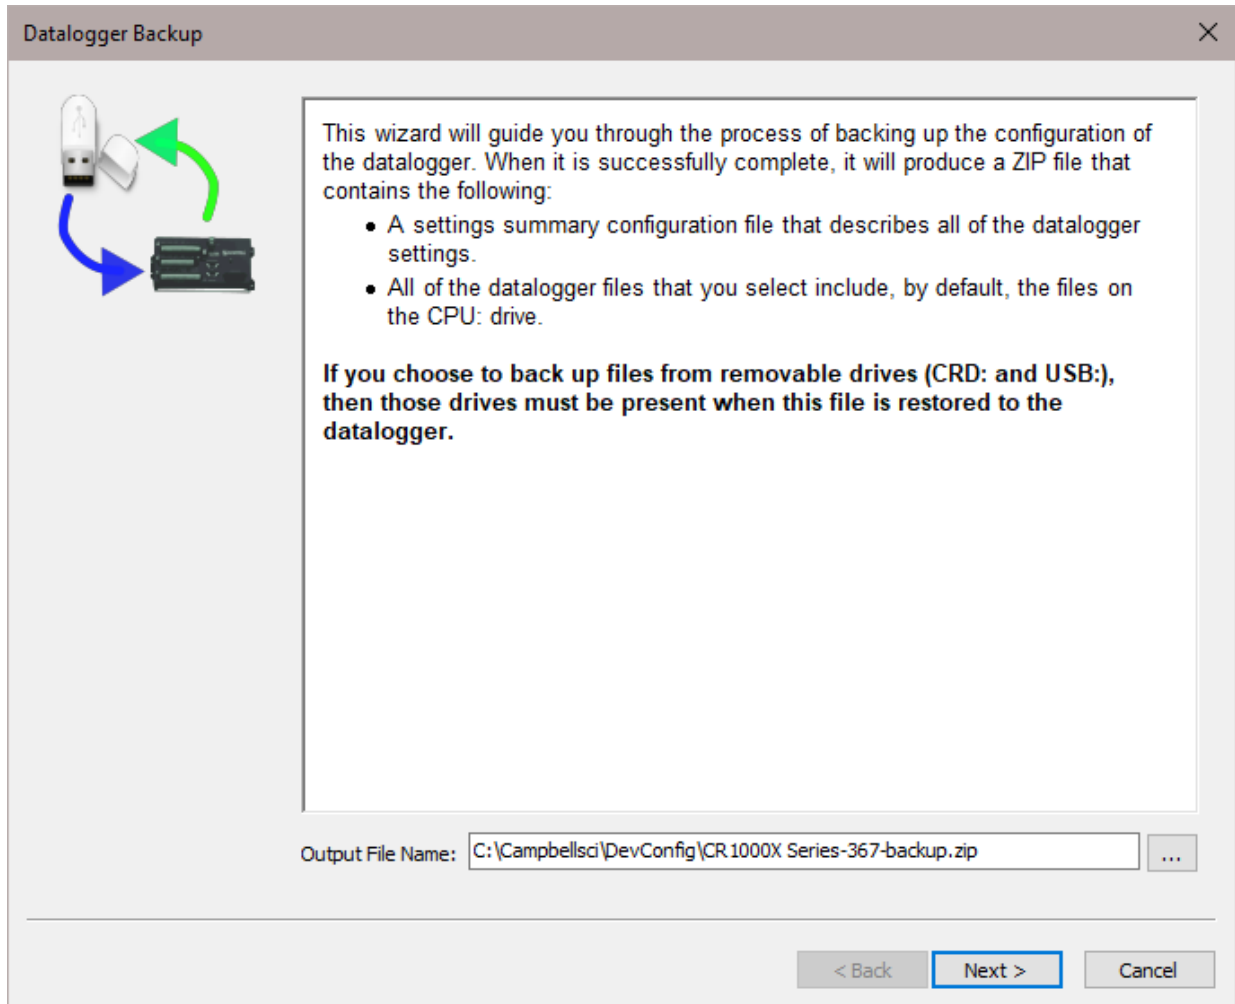 Datalogger Backup
This wizard will guide you through the process of backing up the configuration of
the datalogger. When it is successfully complete, it will produce a ZIP file that
contains the following:
• A settings summary configuration file that describes all of the datalogger
settings.
• All of the datalogger files that you select include, by default, the files on
the CPU: drive.
If you choose to back up files from removable drives (CRD: and USB:),
then those drives must be present when this file is restored to the
datalogger.
Output File Name: C:\Campbellsci\DevConfig\CR1000X Series-367-backup.zip ...
< Back Next > Cancel